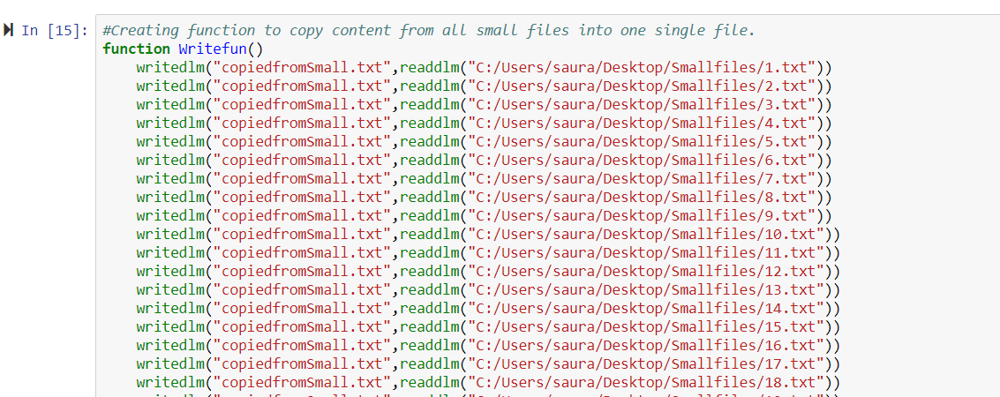 In [15]: #Creating function to copy content from all small files into one single file.
function Writefun()
    writedlm("copiedfromSmall.txt",readdlm("C:/Users/saura/Desktop/Smallfiles/1.txt"))
    writedlm("copiedfromSmall.txt",readdlm("C:/Users/saura/Desktop/Smallfiles/2.txt"))
    writedlm("copiedfromSmall.txt",readdlm("C:/Users/saura/Desktop/Smallfiles/3.txt"))
    writedlm("copiedfromSmall.txt",readdlm("C:/Users/saura/Desktop/Smallfiles/4.txt"))
    writedlm("copiedfromSmall.txt",readdlm("C:/Users/saura/Desktop/Smallfiles/5.txt"))
    writedlm("copiedfromSmall.txt",readdlm("C:/Users/saura/Desktop/Smallfiles/6.txt"))
    writedlm("copiedfromSmall.txt",readdlm("C:/Users/saura/Desktop/Smallfiles/7.txt"))
    writedlm("copiedfromSmall.txt",readdlm("C:/Users/saura/Desktop/Smallfiles/8.txt"))
    writedlm("copiedfromSmall.txt",readdlm("C:/Users/saura/Desktop/Smallfiles/9.txt"))
    writedlm("copiedfromSmall.txt",readdlm("C:/Users/saura/Desktop/Smallfiles/10.txt"))
    writedlm("copiedfromSmall.txt",readdlm("C:/Users/saura/Desktop/Smallfiles/11.txt"))
    writedlm("copiedfromSmall.txt",readdlm("C:/Users/saura/Desktop/Smallfiles/12.txt"))
    writedlm("copiedfromSmall.txt",readdlm("C:/Users/saura/Desktop/Smallfiles/13.txt"))
    writedlm("copiedfromSmall.txt",readdlm("C:/Users/saura/Desktop/Smallfiles/14.txt"))
    writedlm("copiedfromSmall.txt",readdlm("C:/Users/saura/Desktop/Smallfiles/15.txt"))
    writedlm("copiedfromSmall.txt",readdlm("C:/Users/saura/Desktop/Smallfiles/16.txt"))
    writedlm("copiedfromSmall.txt",readdlm("C:/Users/saura/Desktop/Smallfiles/17.txt"))
    writedlm("copiedfromSmall.txt",readdlm("C:/Users/saura/Desktop/Smallfiles/18.txt"))